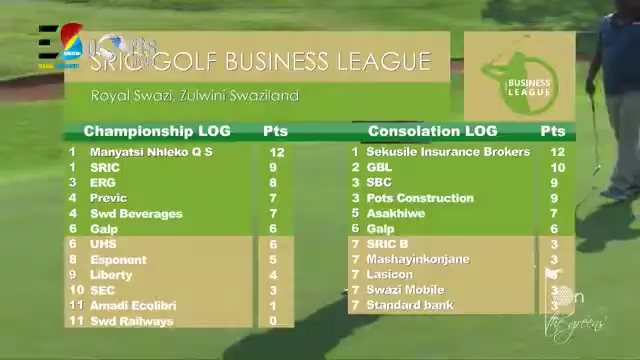 ESports
SRIC GOLF BUSINESS LEAGUE
Royal Swazi, Zulwini Swaziland
BUSINESS
LEAGUE
Championship LOG Pts
1 Manyatsi Nhleko Q S 12
1 SRIC 9
3 ERG 8
4 Previc 7
4 Swd Beverages 7
6 Galp 6
6 UHS 6
8 Esponent 5
9 Liberty 4
10 SEC 3
11 Amadi Ecolibri 1
11 Swd Railways 0
Consolation LOG Pts
1 Sekusile Insurance Brokers 12
2 GBL 10
3 SBC 9
3 Pots Construction 9
5 Asakhiwe 7
6 Galp 6
7 SRIC B 3
7 Mashayinkonjane 3
7 Lasicon
7 Swazi Mobile 3
7 Standard bank 3
On
the greens